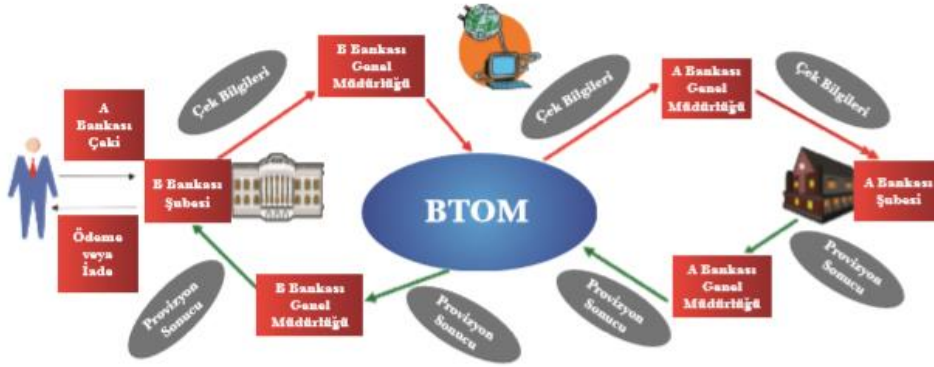 B Bankası
Genel
Müdürlüğü
Çek Bilgileri
Çek Bilgileri
A Bankası
Genel
Müdürlüğü
Çek Bilgileri
A
Bankası
Çeki
B Bankası
Şubesi
BTOM
A Bankası
Şubesi
Ödeme
veya
İade
Provizyon
Sonucu
B Bankası
Genel
Müdürlüğü
Provizyon
Sonucu
Provizyon
Sonucu
A Bankası
Genel
Müdürlüğü
Provizyon
Sonucu